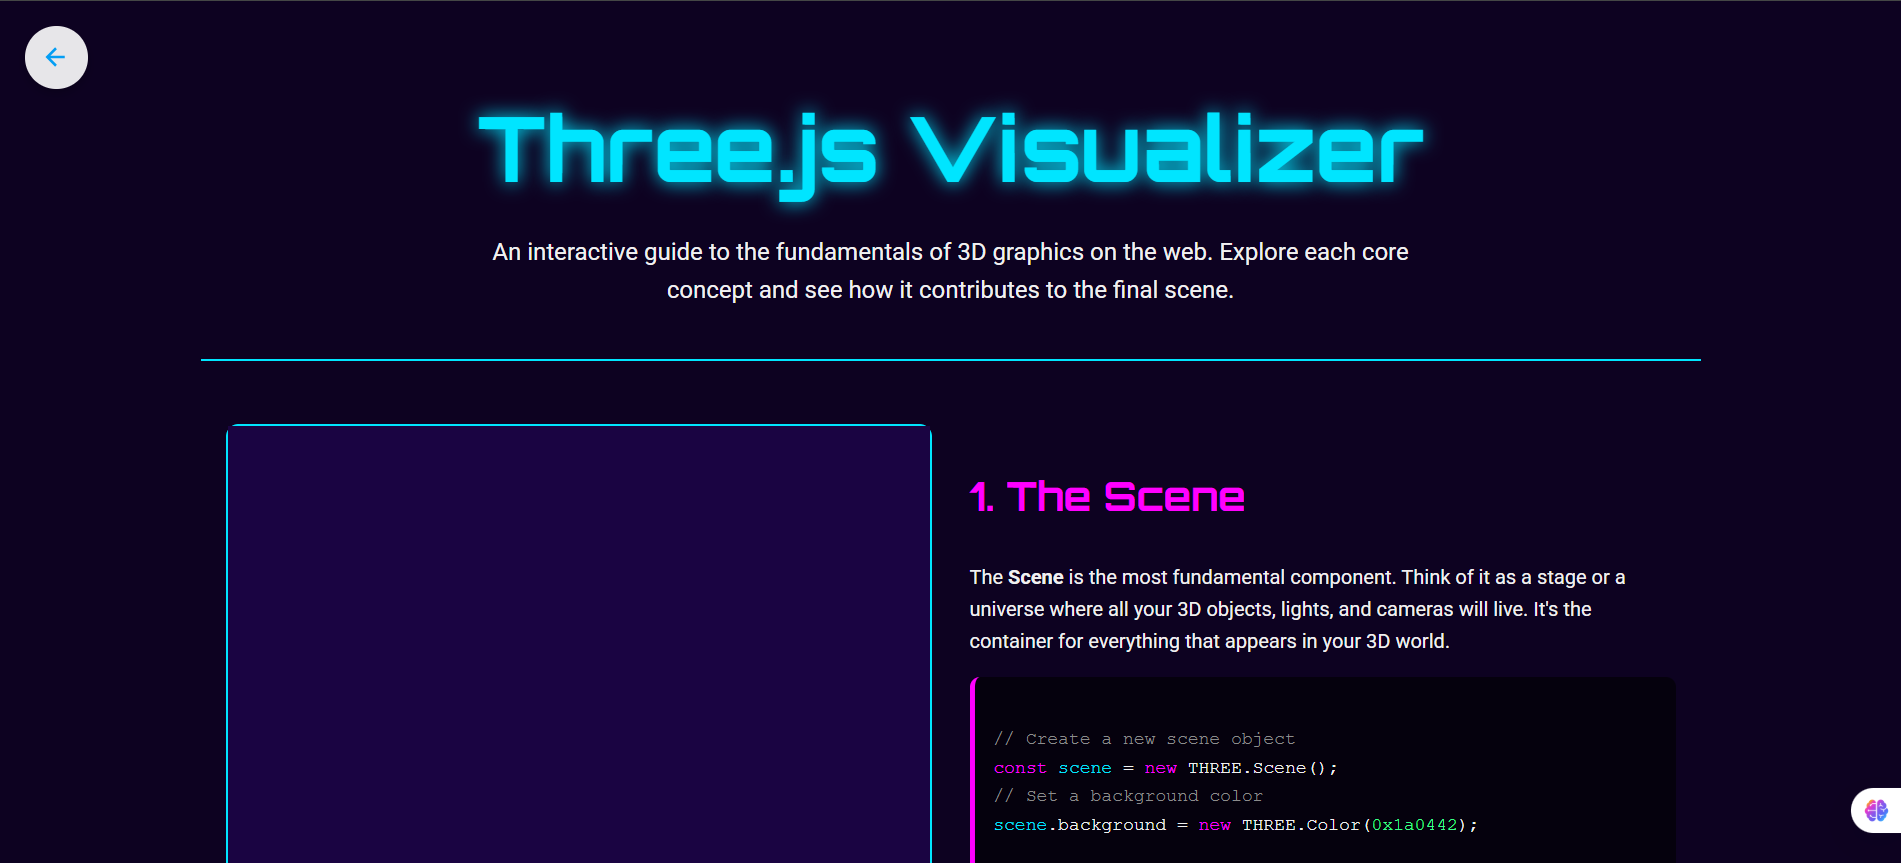 Three.js Visualizer
An interactive guide to the fundamentals of 3D graphics on the web. Explore each core
concept and see how it contributes to the final scene.
1. The Scene
The Scene is the most fundamental component. Think of it as a stage or a
universe where all your 3D objects, lights, and cameras will live. It's the
container for everything that appears in your 3D world.
// Create a new scene object
const scene = new THREE.Scene();
// Set a background color
scene.background = new THREE.Color(0x1a0442);